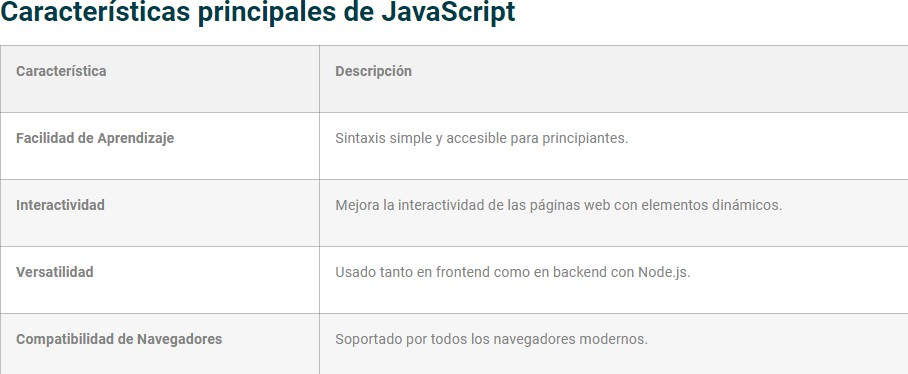 Características principales de JavaScript
Característica
Descripción
Facilidad de Aprendizaje
Sintaxis simple y accesible para principiantes.
Interactividad
Mejora la interactividad de las páginas web con elementos dinámicos.
Versatilidad
Usado tanto en frontend como en backend con Node.js.
Compatibilidad de Navegadores
Soportado por todos los navegadores modernos.